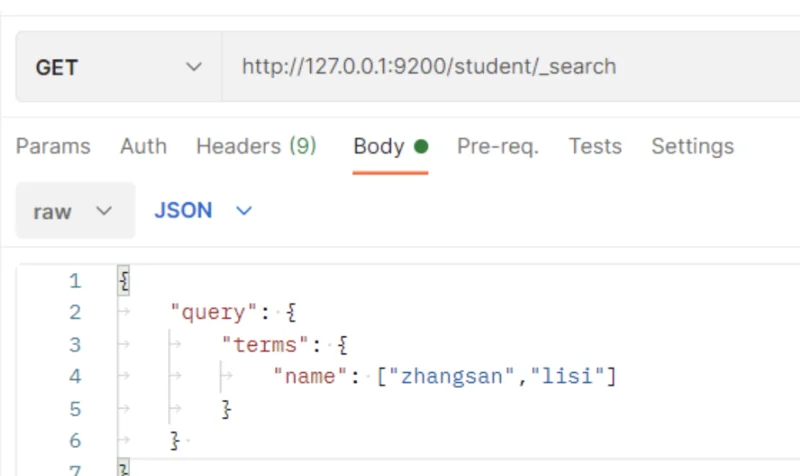 GET http://127.0.0.1:9200/student/_search
Params Auth Headers (9) Body Pre-req. Tests Settings
raw JSON
1 {
2 "query": {
3 "terms": {
4 "name": ["zhangsan","lisi"]
5 }
6 }
7 }